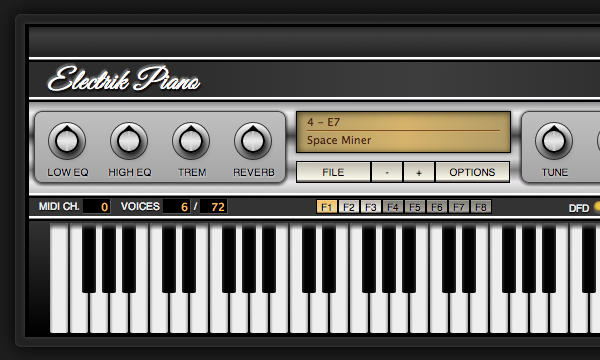 Electrik Piano
4 – E7
Space Miner
LOW EQ HIGH EQ TREM REVERB
FILE - + OPTIONS
TUNE
MIDI CH. 0 VOICES 6 / 72
F1 F2 F3 F4 F5 F6 F7 F8
DFD